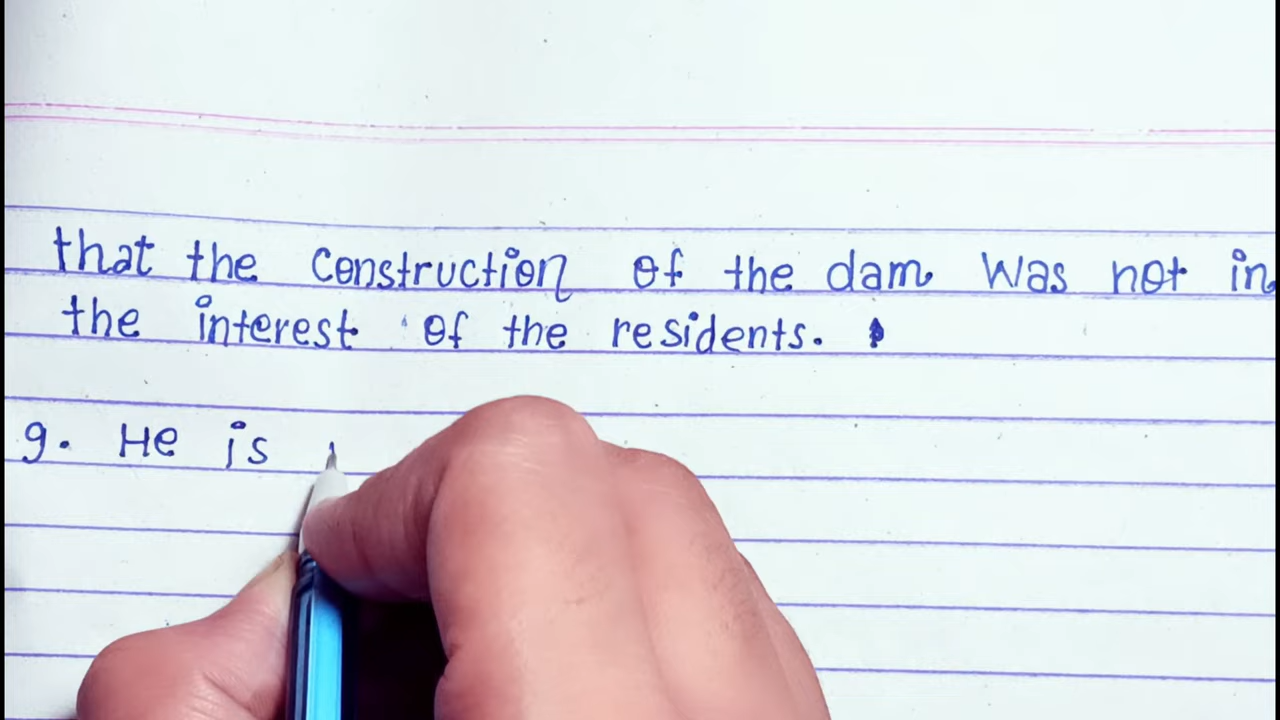 that the construction of the dam was not in
the interest of the residents.
9. He is